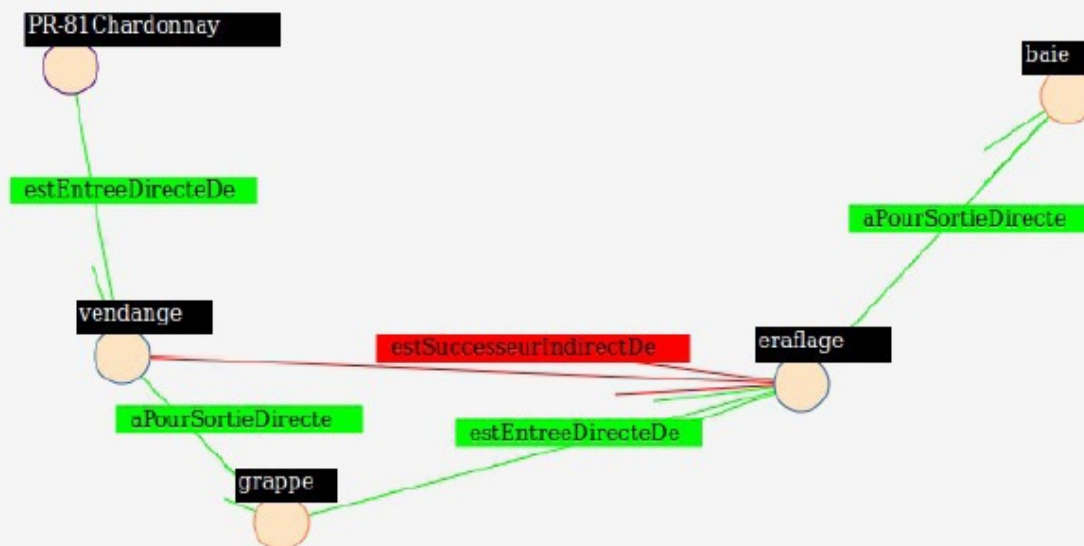 PR-81Chardonnay
baie
estEntreeDirecteDe
aPourSortieDirecte
vendange
estSuccesseurIndirectDe
eraflage
aPourSortieDirecte
estEntreeDirecteDe
grappe